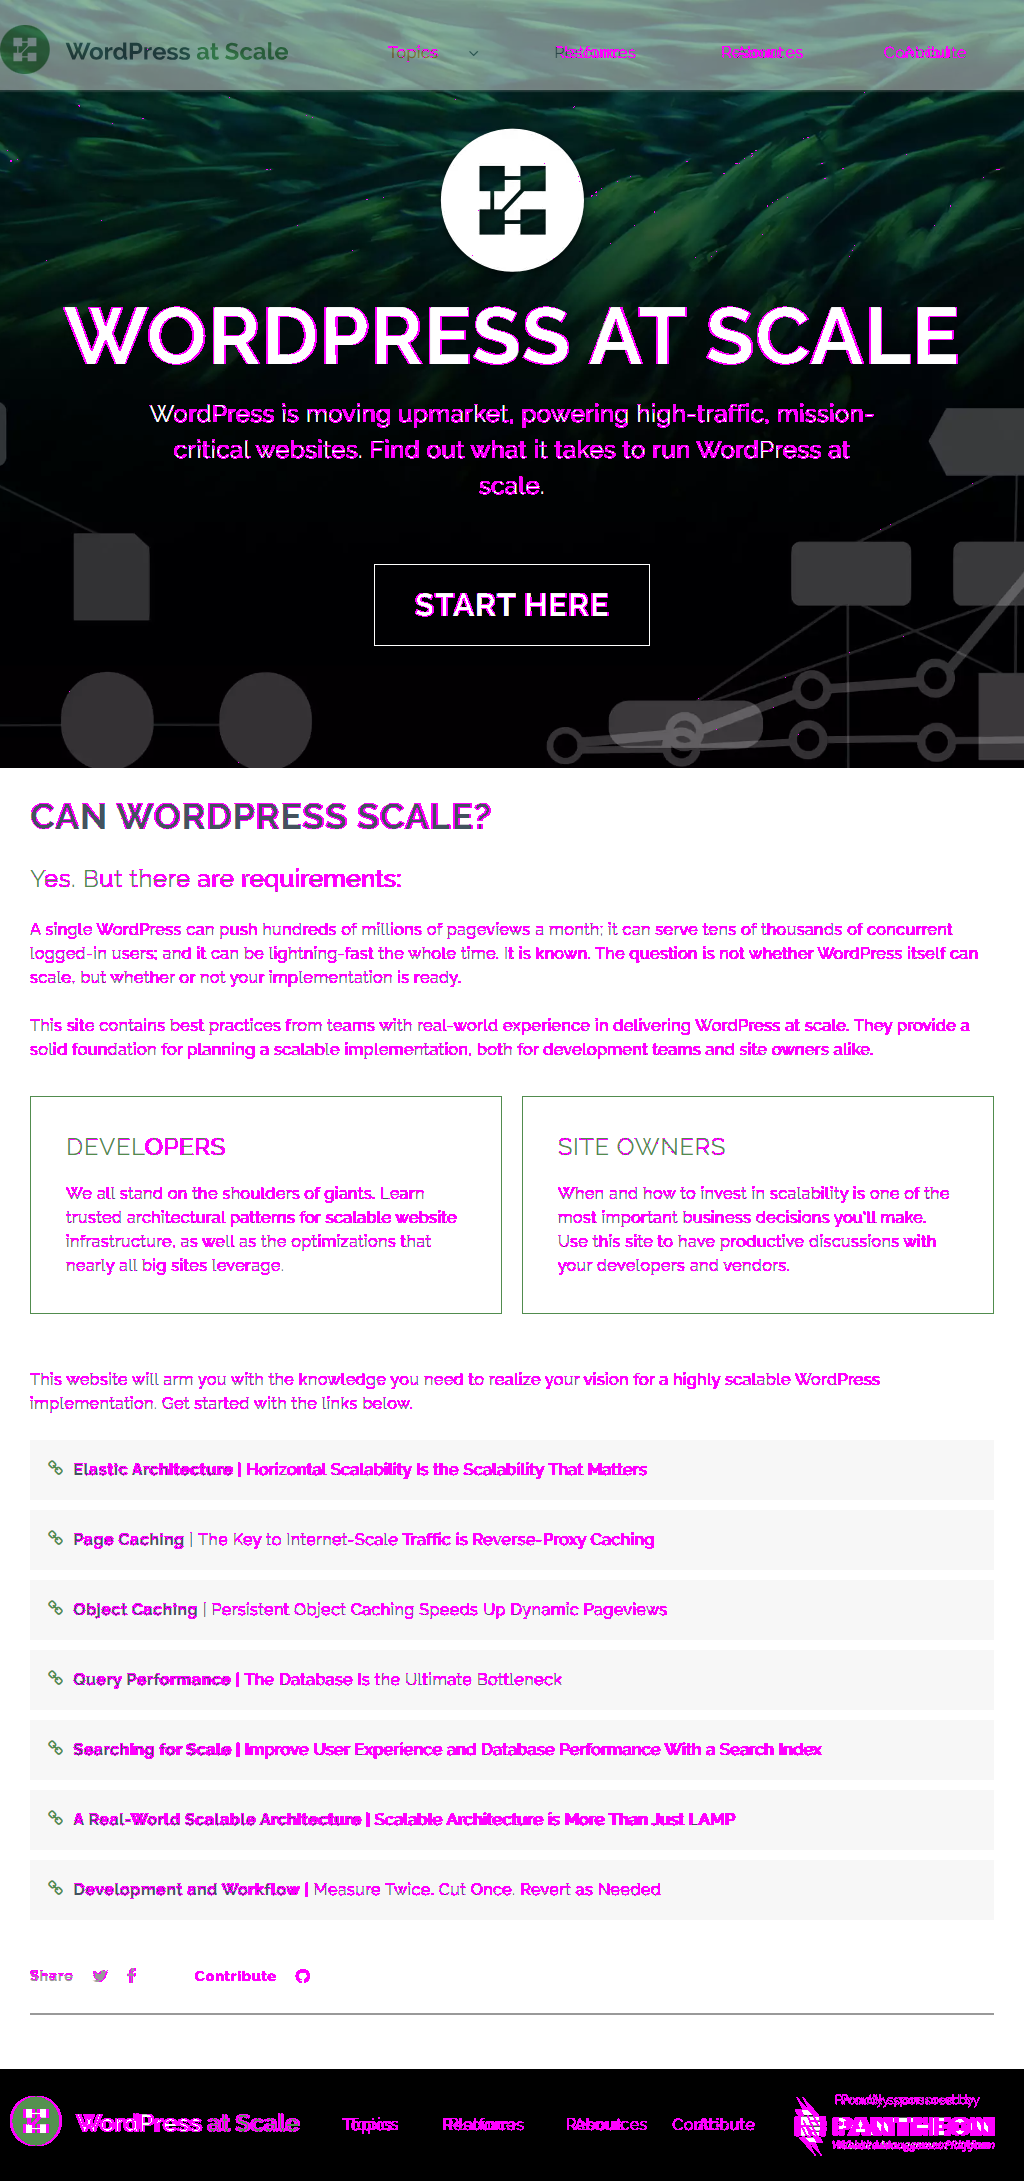 WordPress at Scale Topics Resources About Contribute
WORDPRESS AT SCALE
WordPress is moving upmarket, powering high-traffic, mission-
critical websites. Find out what it takes to run WordPress at
scale.
START HERE
CAN WORDPRESS SCALE?
Yes. But there are requirements:
A single WordPress can push hundreds of millions of pageviews a month; it can serve tens of thousands of concurrent
logged-in users; and it can be lightning-fast the whole time. It is known. The question is not whether WordPress itself can
scale, but whether or not your implementation is ready.
This site contains best practices from teams with real-world experience in delivering WordPress at scale. They provide a
solid foundation for planning a scalable implementation, both for development teams and site owners alike.
DEVELOPERS
We all stand on the shoulders of giants. Learn
trusted architectural patterns for scalable website
infrastructure, as well as the optimizations that
nearly all big sites leverage.
SITE OWNERS
When and how to invest in scalability is one of the
most important business decisions you'll make.
Use this site to have productive discussions with
your developers and vendors.
This website will arm you with the knowledge you need to realize your vision for a highly scalable WordPress
implementation. Get started with the links below.
Elastic Architecture | Horizontal Scalability Is the Scalability That Matters
Page Caching | The Key to Internet-Scale Traffic is Reverse-Proxy Caching
Object Caching | Persistent Object Caching Speeds Up Dynamic Pageviews
Query Performance | The Database Is the Ultimate Bottleneck
Searching for Scale | Improve User Experience and Database Performance With a Search Index
A Real-World Scalable Architecture | Scalable Architecture is More Than Just LAMP
Development and Workflow | Measure Twice. Cut Once. Revert as Needed
Share Contribute
WordPress at Scale Topics Resources About Contribute
Proudly sponsored by
PANTHEON